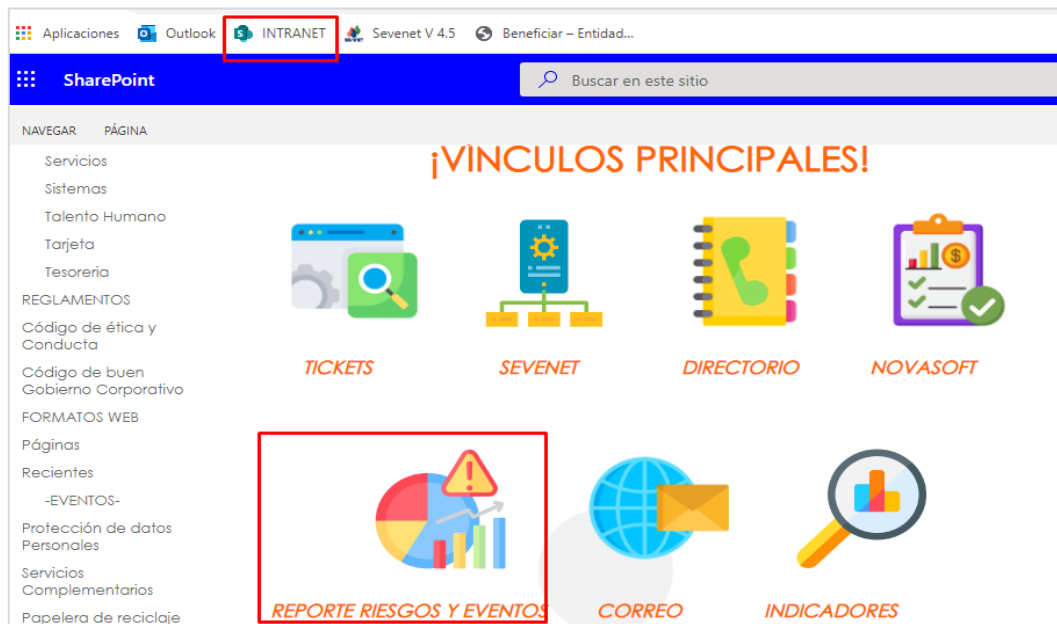 Aplicaciones Outlook INTRANET Sevenet V 4.5 Beneficiar – Entidad...
SharePoint Buscar en este sitio
NAVEGAR PÁGINA
¡VINCULOS PRINCIPALES!
Servicios
Sistemas
Talento Humano
Tarjeta
Tesoreria
REGLAMENTOS
Código de ética y
Conducta
Código de buen
Gobierno Corporativo
FORMATOS WEB
Páginas
Recientes
-EVENTOS-
Protección de datos
Personales
Servicios
Complementarios
Papelera de reciclaje
TICKETS SEVENET DIRECTORIO NOVASOFT
REPORTE RIESGOS Y EVENTOS CORREO INDICADORES